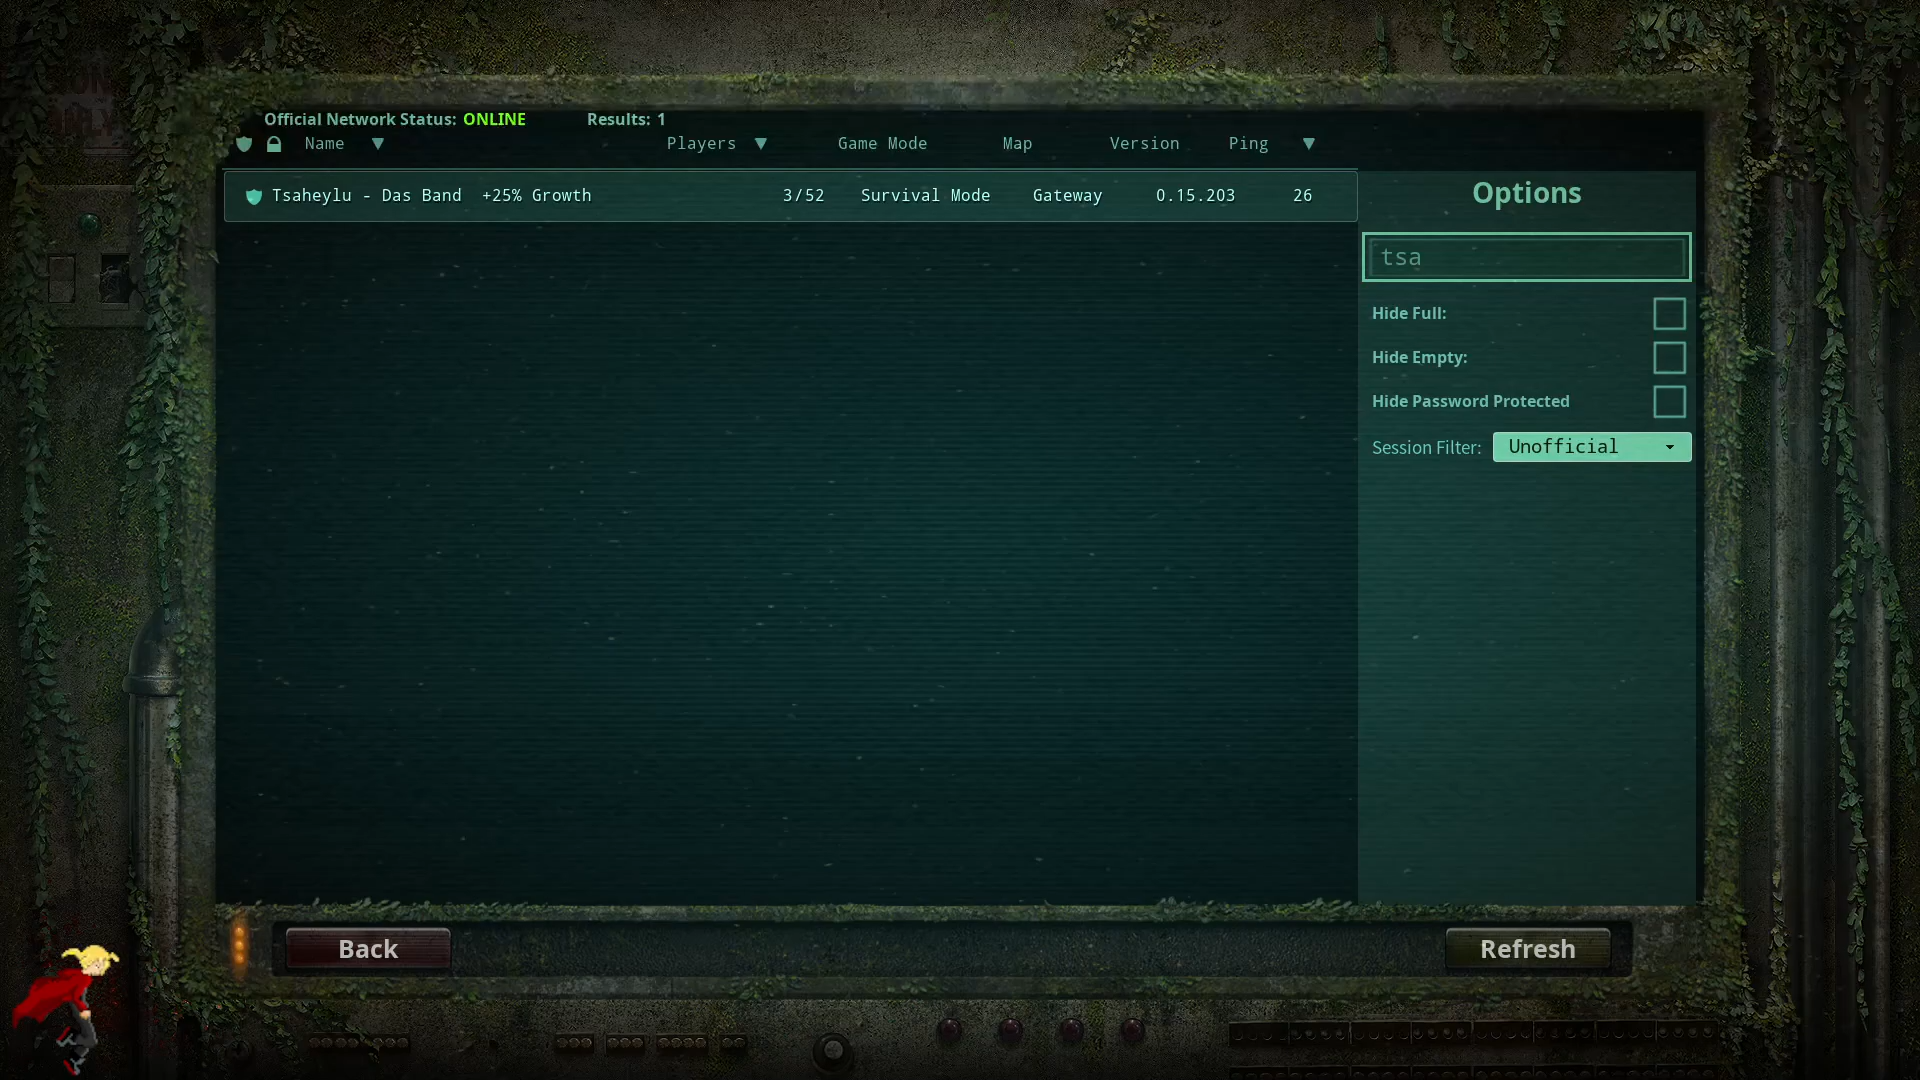 Official Network Status: ONLINE Results: 1
Name ▼ Players ▼ Game Mode Map Version Ping ▼
Tsaheylu - Das Band +25% Growth 3/52 Survival Mode Gateway 0.15.203 26
Options
tsa
Hide Full:
Hide Empty:
Hide Password Protected
Session Filter: Unofficial
Back
Refresh